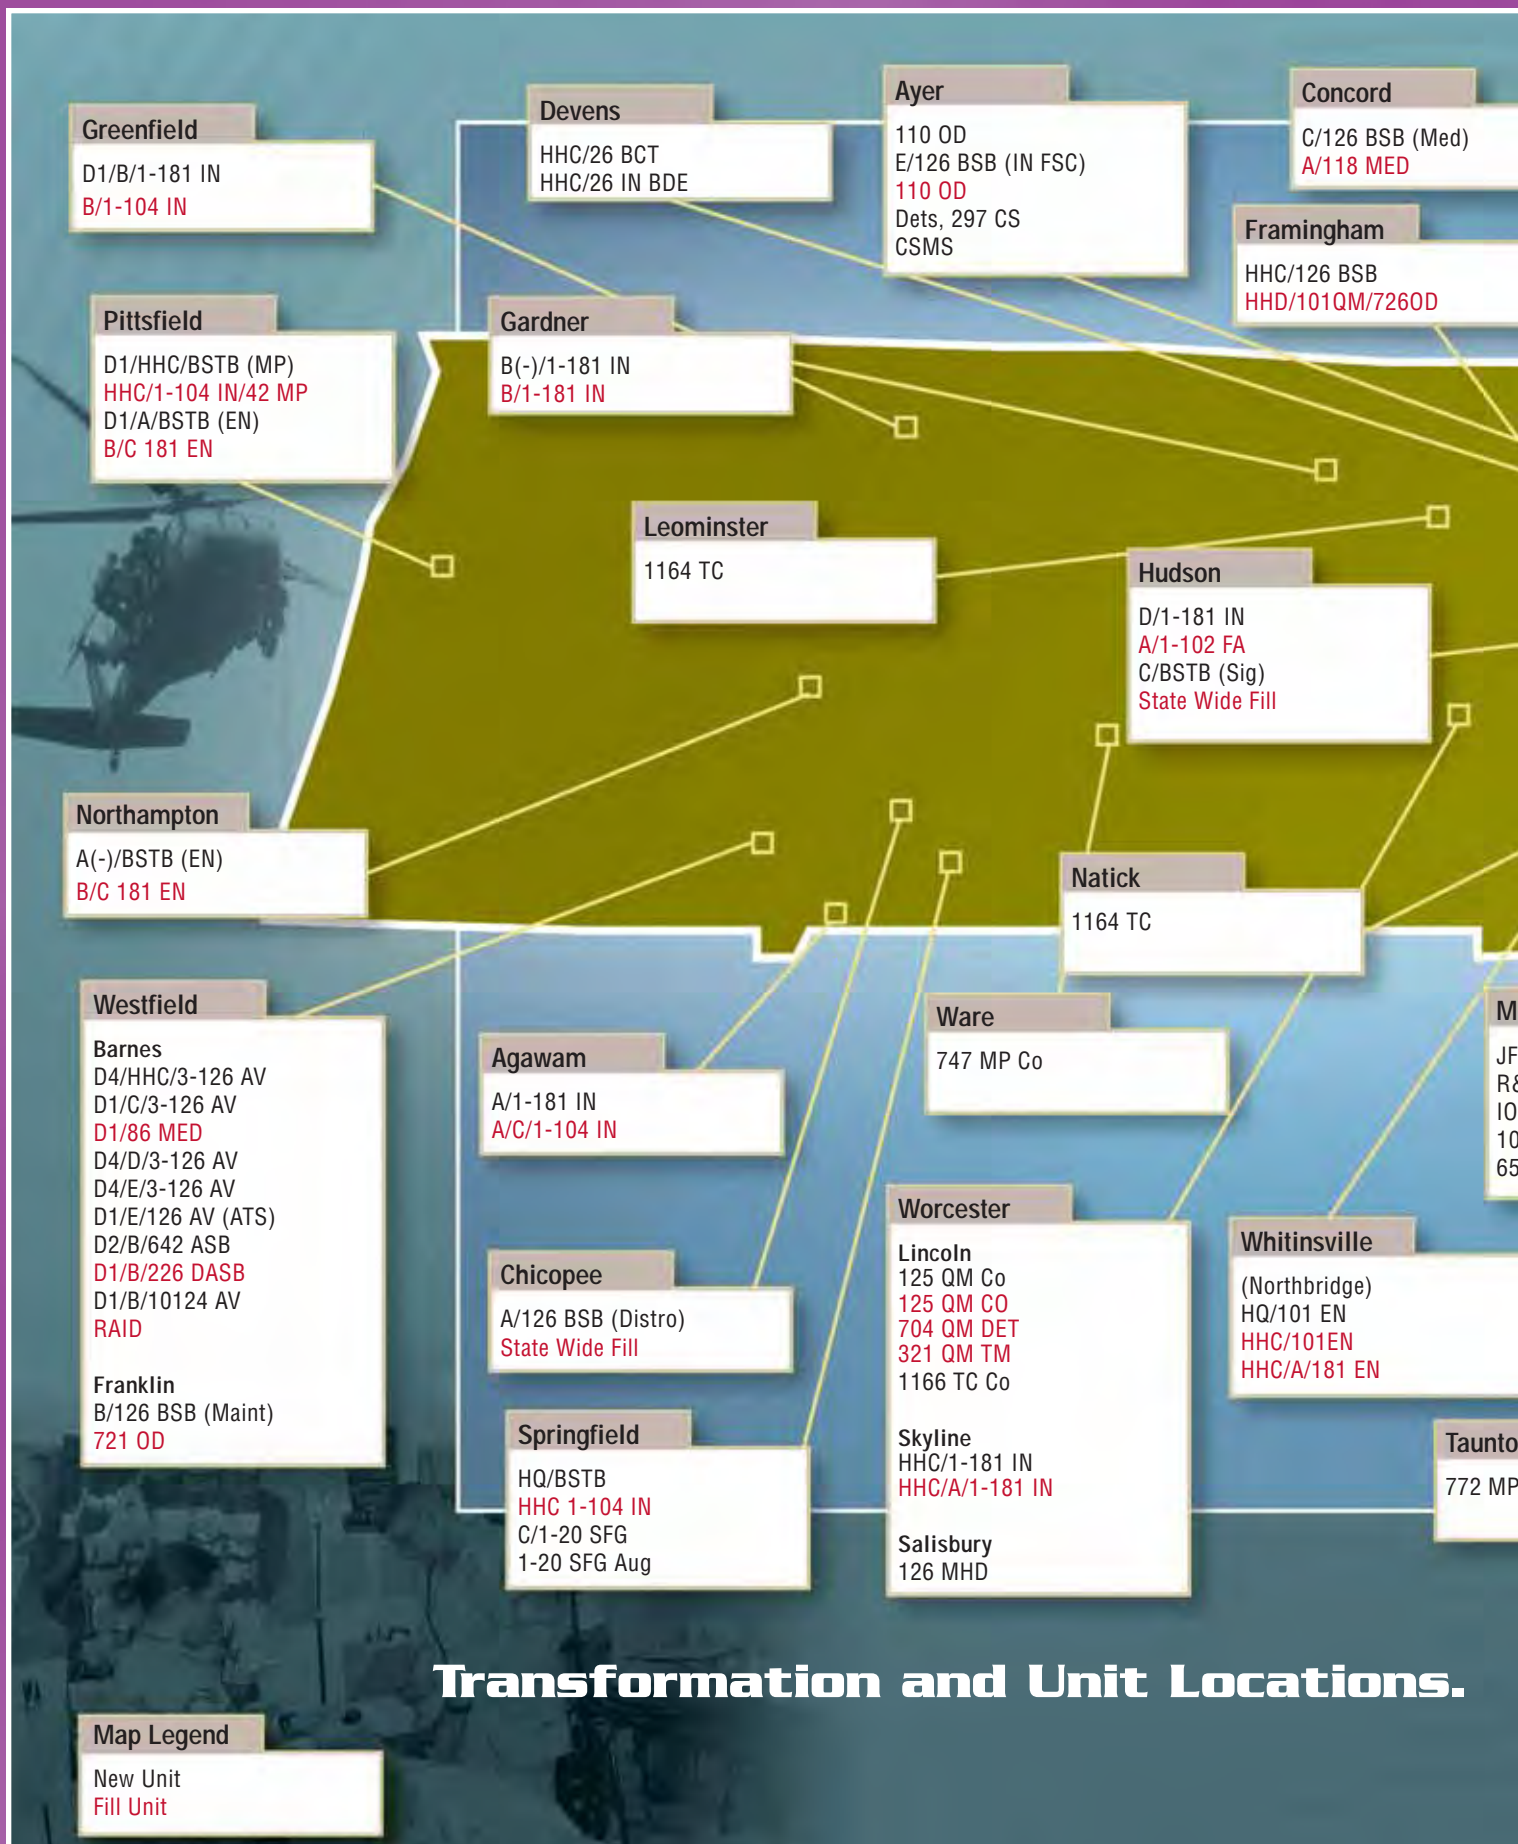 Greenfield
D1/B/1-181 IN
B/1-104 IN
Devens
HHC/26 BCT
HHC/26 IN BDE
Ayer
110 OD
E/126 BSB (IN FSC)
110 OD
Dets, 297 CS
CSMS
Concord
C/126 BSB (Med)
A/118 MED
Framingham
HHC/126 BSB
HHD/101QM/726OD
Pittsfield
D1/HHC/BSTB (MP)
HHC/1-104 IN/42 MP
D1/A/BSTB (EN)
B/C 181 EN
Gardner
B(-)/1-181 IN
B/1-181 IN
Leominster
1164 TC
Hudson
D/1-181 IN
A/1-102 FA
C/BSTB (Sig)
State Wide Fill
Northampton
A(-)/BSTB (EN)
B/C 181 EN
Natick
1164 TC
Westfield
Barnes
D4/HHC/3-126 AV
D1/C/3-126 AV
D1/86 MED
D4/D/3-126 AV
D4/E/3-126 AV
D1/E/126 AV (ATS)
D2/B/642 ASB
D1/B/226 DASB
D1/B/10124 AV
RAID
Franklin
B/126 BSB (Maint)
721 OD
Agawam
A/1-181 IN
A/C/1-104 IN
Ware
747 MP Co
M
JF
R&
IO
10
65
Chicopee
A/126 BSB (Distro)
State Wide Fill
Worcester
Lincoln
125 QM Co
125 QM CO
704 QM DET
321 QM TM
1166 TC Co
Skyline
HHC/1-181 IN
HHC/A/1-181 IN
Salisbury
126 MHD
Whitinsville
(Northbridge)
HQ/101 EN
HHC/101EN
HHC/A/181 EN
Springfield
HQ/BSTB
HHC 1-104 IN
C/1-20 SFG
1-20 SFG Aug
Taunto
772 MP
Transformation and Unit Locations.
Map Legend
New Unit
Fill Unit